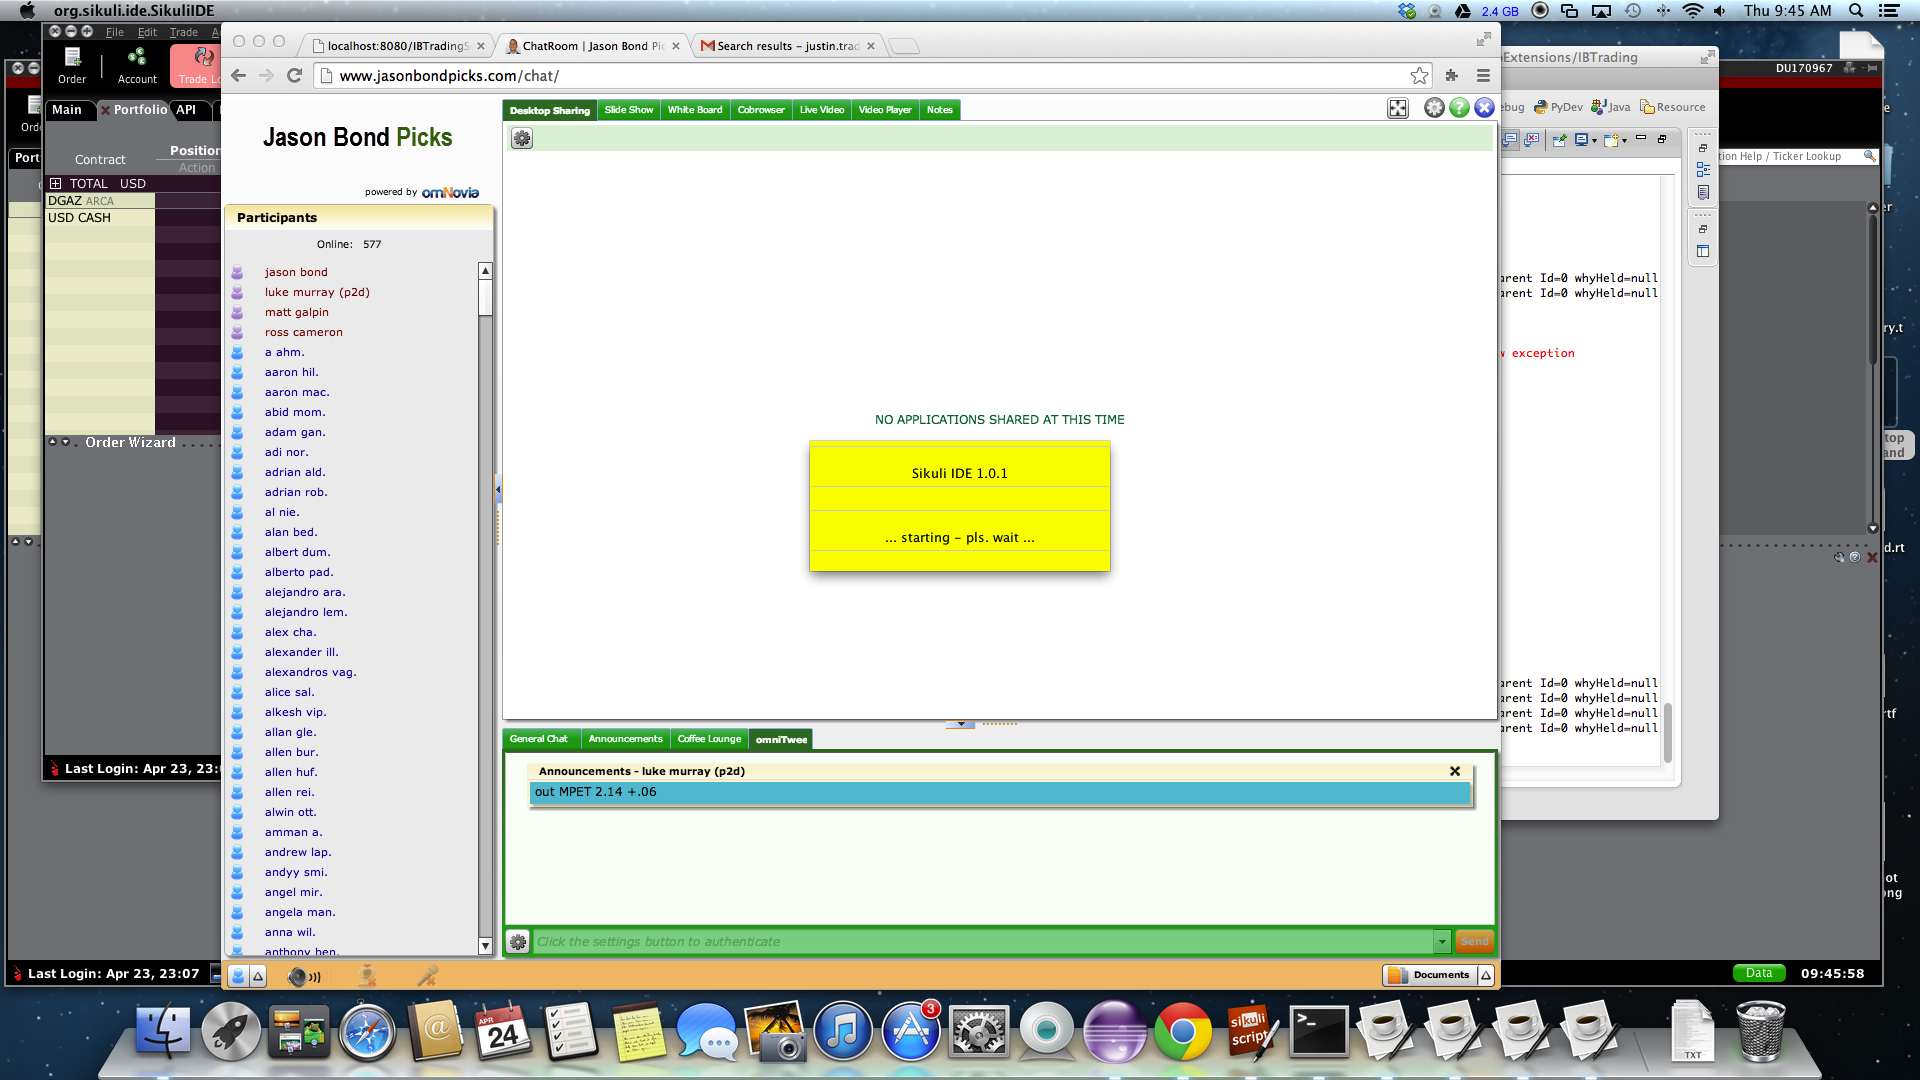 org.sikuli.ide.SikuliIDE
2.4 GB
Thu 9:45 AM
File Edit Trade
Order
Account
Trade Lo
Main
Portfolio
API
Contract
Position
Action
TOTAL USD
DGAZ ARCA
USD CASH
Order Wizard
Last Login: Apr 23, 23:0
Last Login: Apr 23, 23:07
localhost:8080/IBTradingS
ChatRoom | Jason Bond Pic
Search results - justin.trad
www.jasonbondpicks.com/chat/
Jason Bond Picks
powered by omNovia
Participants
Online: 577
jason bond
luke murray (p2d)
matt galpin
ross cameron
a ahm.
aaron hil.
aaron mac.
abid mom.
adam gan.
adi nor.
adrian ald.
adrian rob.
al nie.
alan bed.
albert dum.
alberto pad.
alejandro ara.
alejandro lem.
alex cha.
alexander ill.
alexandros vag.
alice sal.
alkesh vip.
allan gle.
allen bur.
allen huf.
allen rei.
alwin ott.
amman a.
andrew lap.
andyy smi.
angel mir.
angela man.
anna wil.
anthony ben.
Desktop Sharing
Slide Show
White Board
Cobrowser
Live Video
Video Player
Notes
NO APPLICATIONS SHARED AT THIS TIME
Sikuli IDE 1.0.1
... starting - pls. wait ...
General Chat
Announcements
Coffee Lounge
omniTwee
Announcements - luke murray (p2d)
out MPET 2.14 +.06
Click the settings button to authenticate
Send
Documents
Extensions/IBTrading
DU170967
ebug
PyDev
Java
Resource
tion Help / Ticker Lookup
arent Id=0 whyHeld=null
arent Id=0 whyHeld=null
w exception
arent Id=0 whyHeld=null
arent Id=0 whyHeld=null
arent Id=0 whyHeld=null
arent Id=0 whyHeld=null
Data
09:45:58
APR
24
3
sikuli
script
TXT